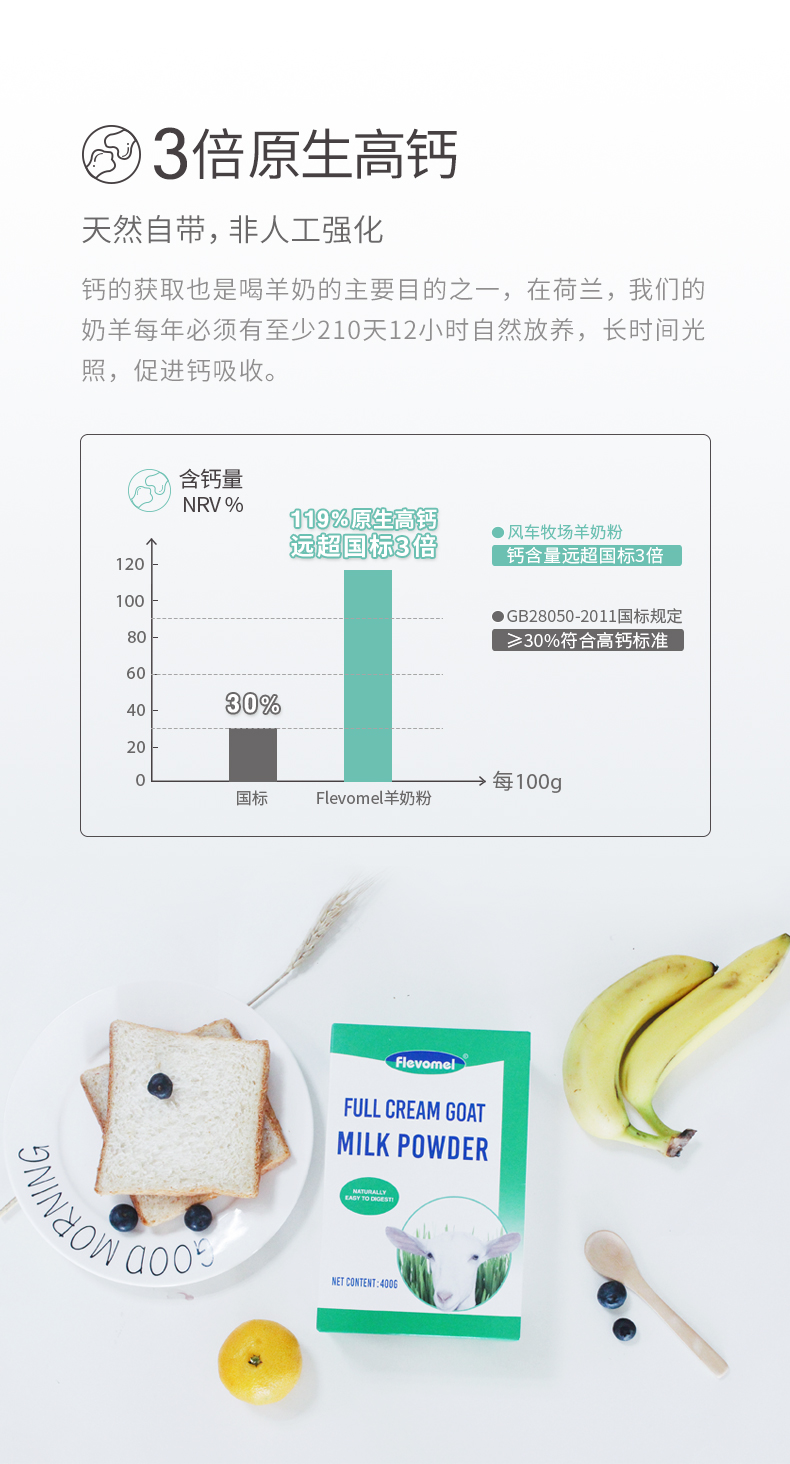 3倍原生高钙
天然自带，非人工强化
钙的获取也是喝羊奶的主要目的之一，在荷兰，我们的
奶羊每年必须有至少210天12小时自然放养，长时间光
照，促进钙吸收。
含钙量
NRV %
119%原生高钙
远超国标3倍
风车牧场羊奶粉
钙含量远超国标3倍
GB28050-2011国标规定
≥30%符合高钙标准
120
100
80
60
40
20
0
30%
国标
Flevomel羊奶粉
每100g
Flevomel®
FULL CREAM GOAT
MILK POWDER
NATURALLY
EASY TO DIGEST!
NET CONTENT:400G
GOOD MORNING